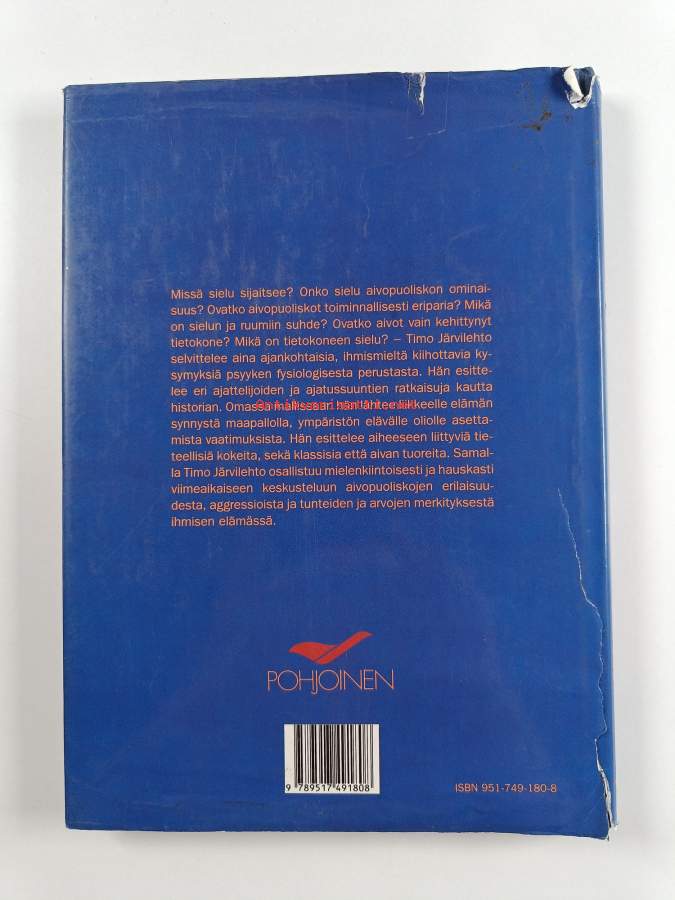 Missä sielu sijaitsee? Onko sielu aivopuoliskon ominai-
suus? Ovatko aivopuoliskot toiminnallisesti eriparia? Mikä
on sielun ja ruumiin suhde? Ovatko aivot vain kehittynyt
tietokone? Mikä on tietokoneen sielu? – Timo Järvilehto
selvittelee aina ajankohtaisia, ihmismieltä kiihottavia ky-
symyksiä psyyken fysiologisesta perustasta. Hän esitte-
lee eri ajattelijoiden ja ajatussuuntien ratkaisuja kautta
historian. Omassa mallissaan hän lähtee liikkeelle elämän
synnystä maapallolla, ympäristön elävälle oliolle asetta-
mista vaatimuksista. Hän esittelee aiheeseen liittyviä tie-
teellisiä kokeita, sekä klassisia että aivan tuoreita. Samal-
la Timo Järvilehto osallistuu mielenkiintoisesti ja hauskasti
viimeaikaiseen keskusteluun aivopuoliskojen erilaisuu-
desta, aggressioista ja tunteiden ja arvojen merkityksestä
ihmisen elämässä.
POHJOINEN
9 789517 491808
ISBN 951-749-180-8